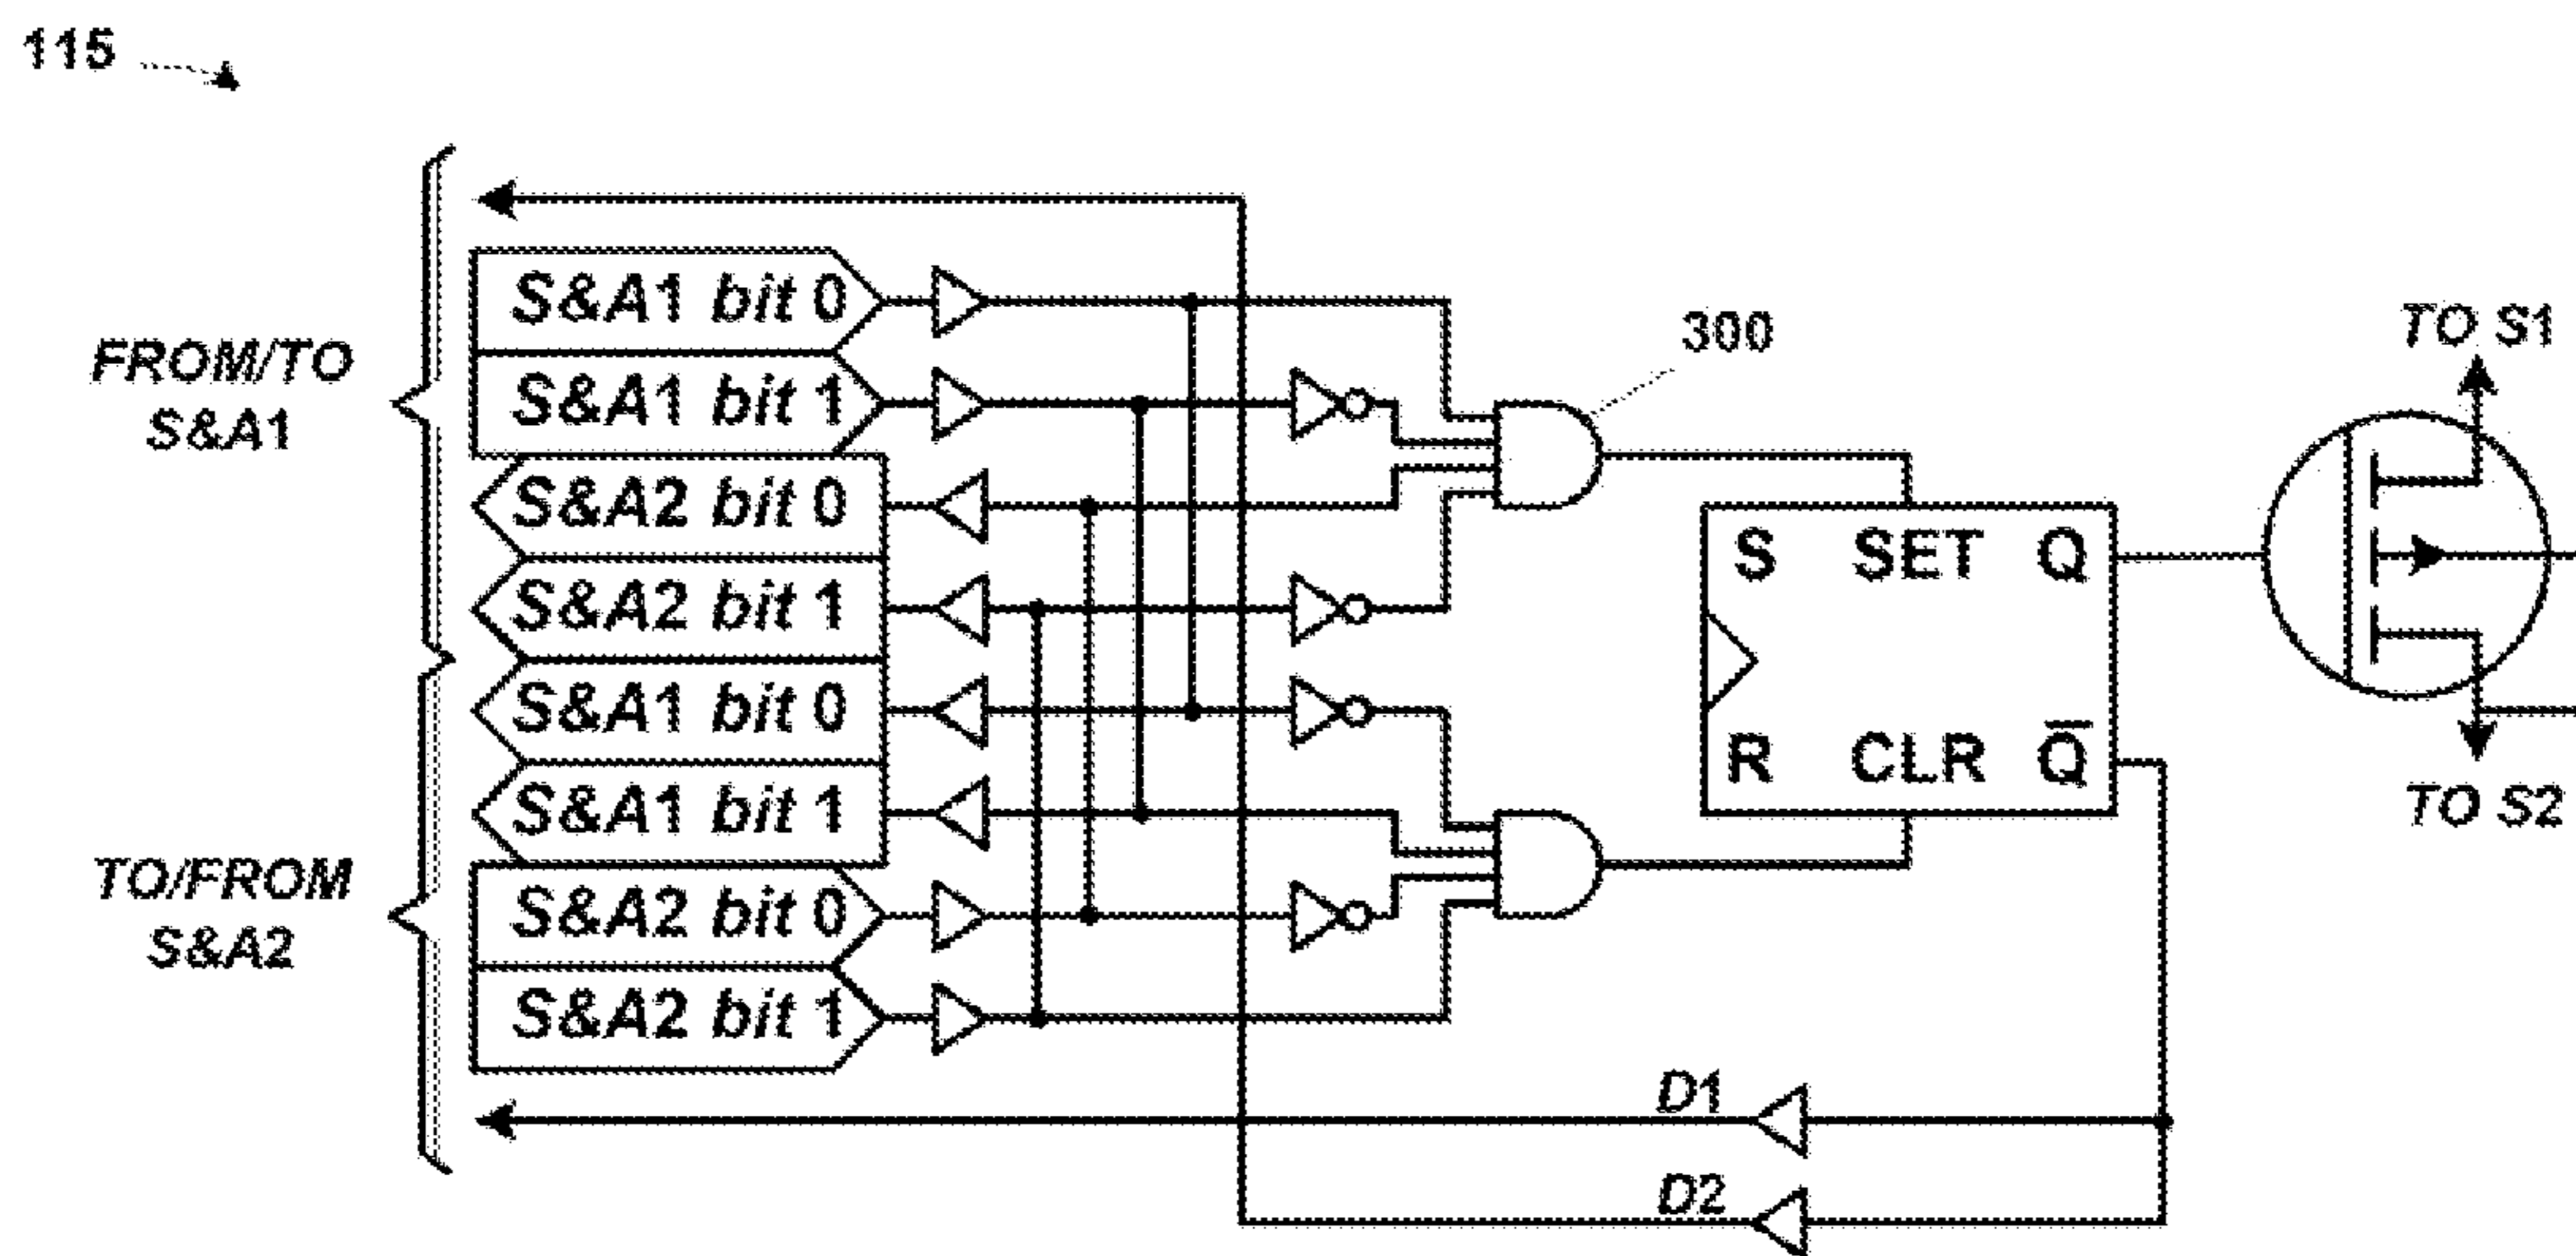 115
FROM/TO
S&A1
S&A1 bit 0
S&A1 bit 1
S&A2 bit 0
S&A2 bit 1
S&A1 bit 0
S&A1 bit 1
S&A2 bit 0
S&A2 bit 1
TO/FROM
S&A2
300
S SET Q
R CLR Q̅
TO S1
TO S2
D1
D2